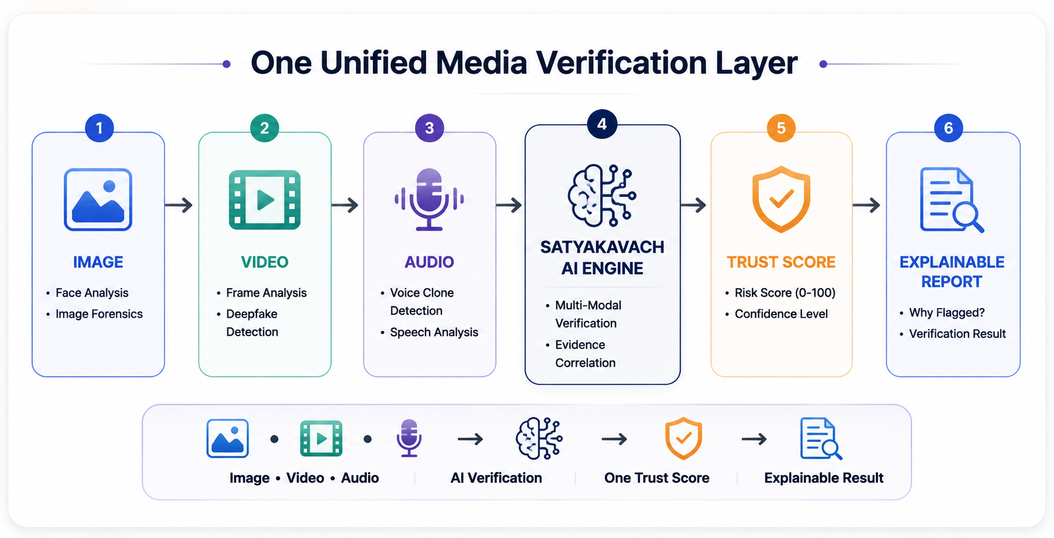 One Unified Media Verification Layer
1
IMAGE
• Face Analysis
• Image Forensics
2
VIDEO
• Frame Analysis
• Deepfake
Detection
3
AUDIO
• Voice Clone
Detection
• Speech Analysis
4
SATYAKAVACH
AI ENGINE
• Multi-Modal
Verification
• Evidence
Correlation
5
TRUST SCORE
• Risk Score (0-100)
• Confidence Level
6
EXPLAINABLE
REPORT
• Why Flagged?
• Verification Result
Image • Video • Audio
AI Verification
One Trust Score
Explainable Result